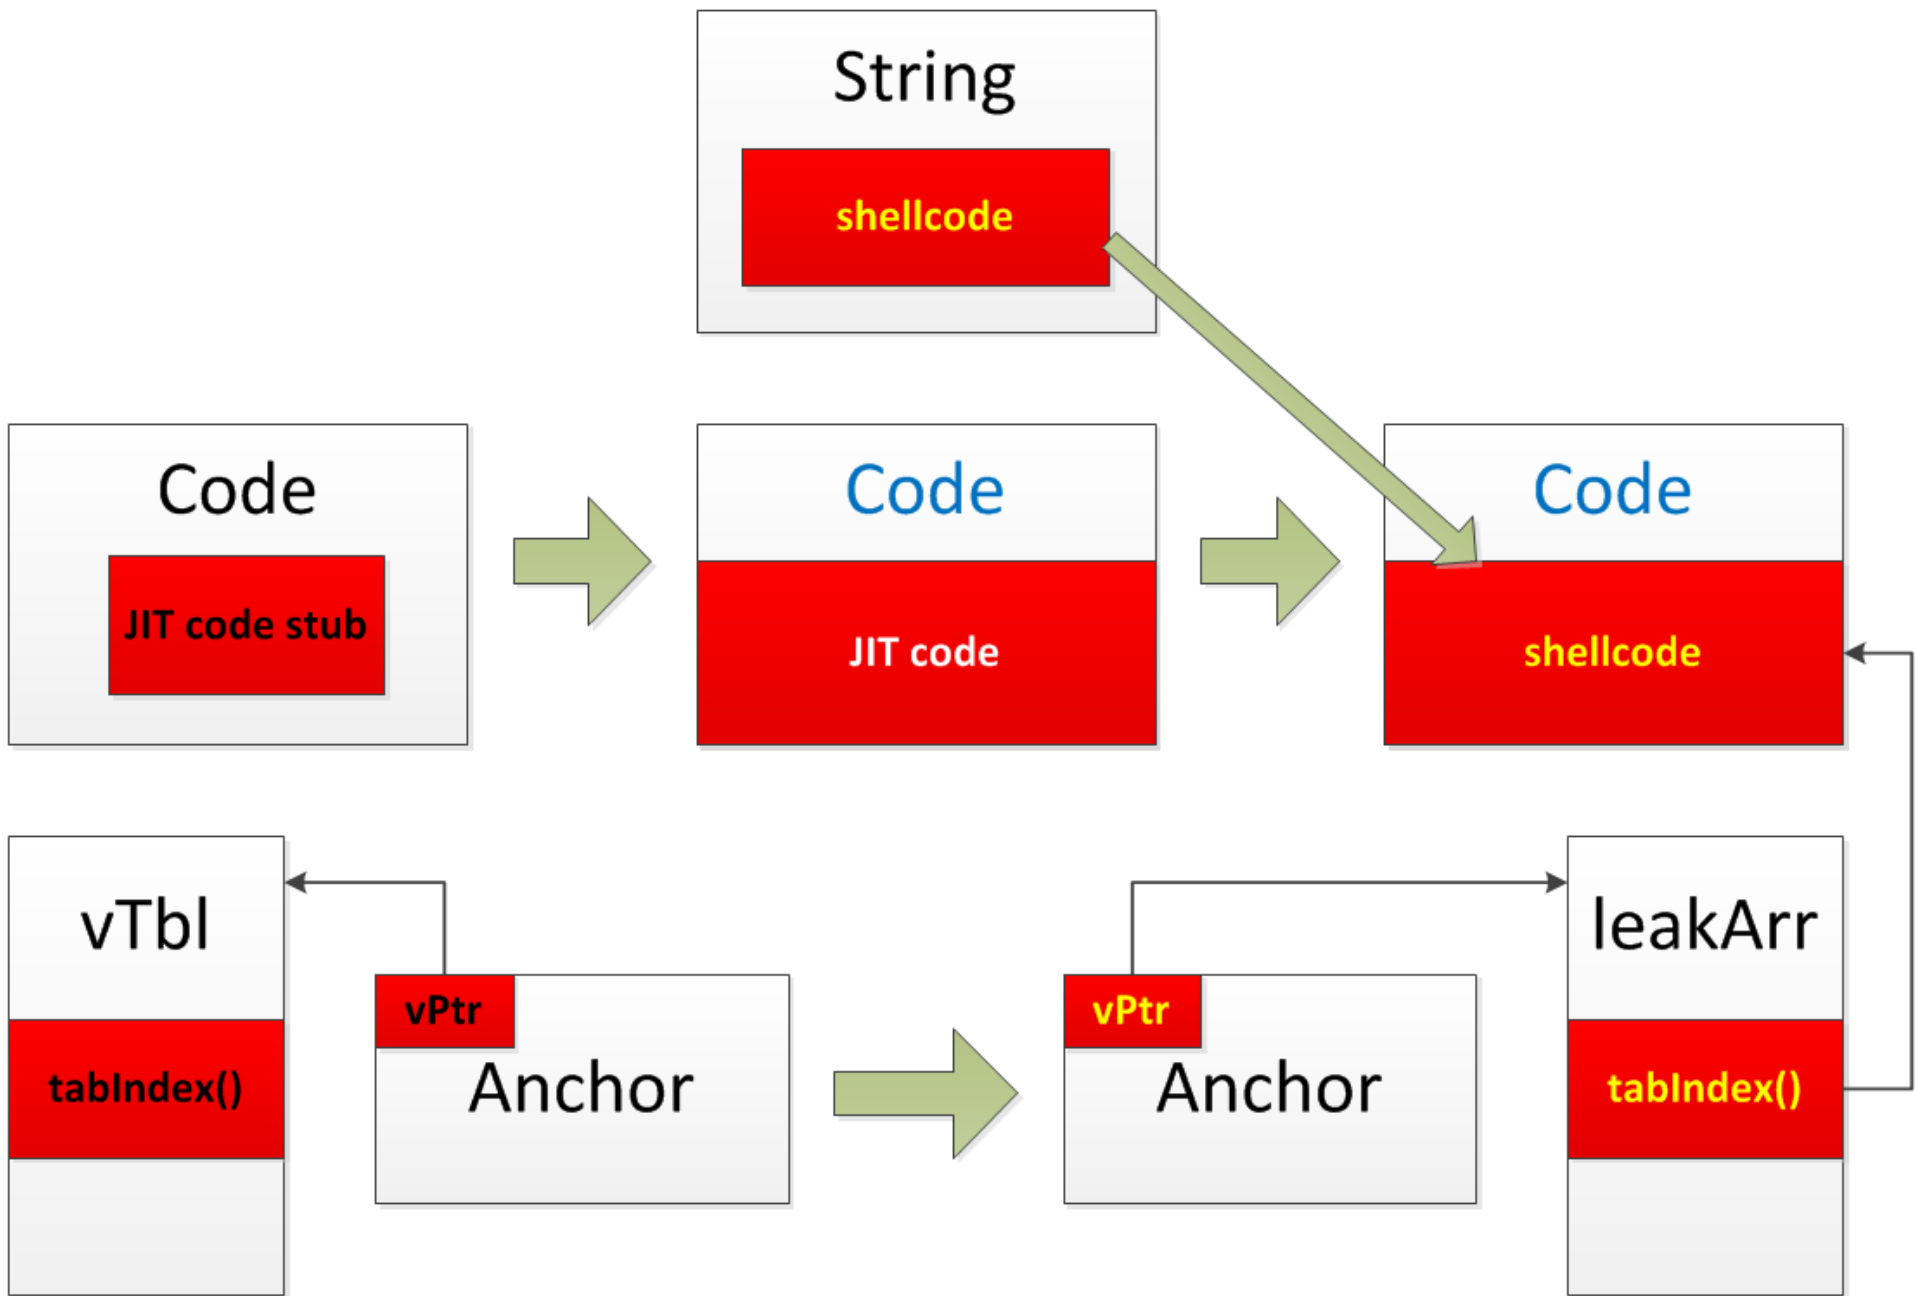 String
shellcode
Code
JIT code stub
Code
JIT code
Code
shellcode
vTbl
tabIndex()
vPtr
Anchor
vPtr
Anchor
leakArr
tabIndex()